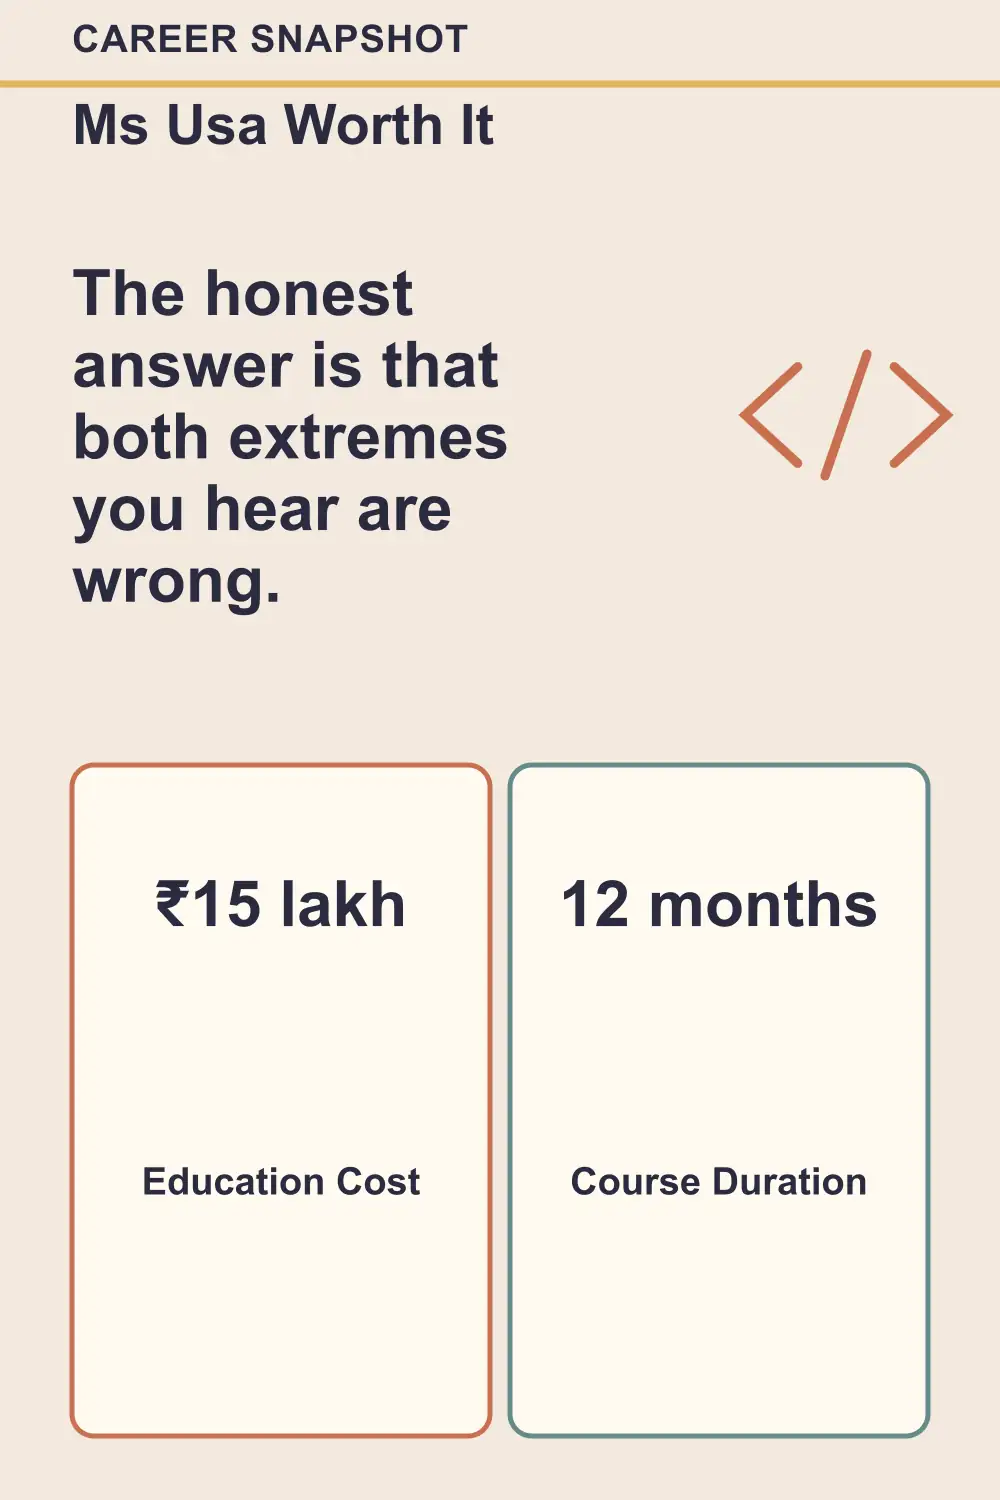 CAREER SNAPSHOT
Ms Usa Worth It
The honest
answer is that
both extremes
you hear are
wrong.
</>
₹15 lakh
12 months
Education Cost
Course Duration